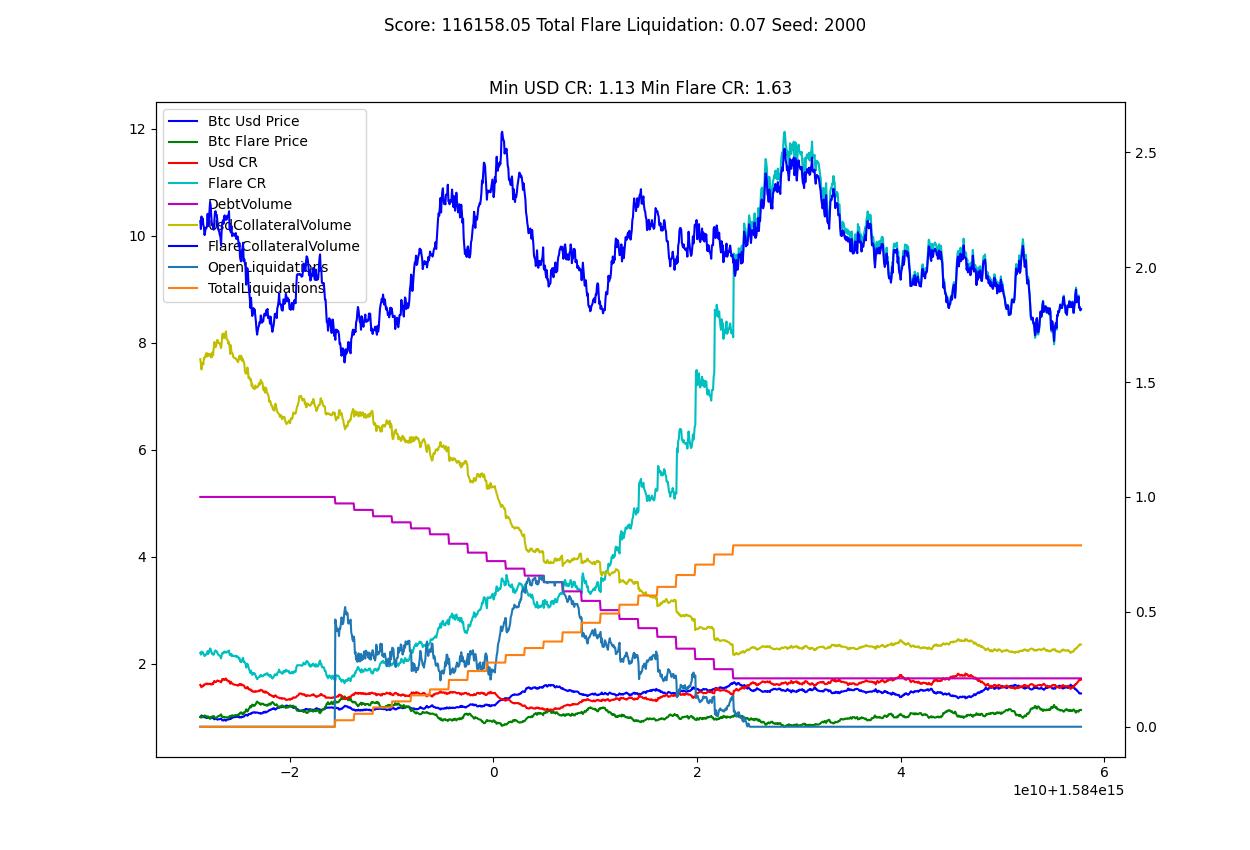 Score: 116158.05 Total Flare Liquidation: 0.07 Seed: 2000
Min USD CR: 1.13 Min Flare CR: 1.63
Btc Usd Price
Btc Flare Price
Usd CR
Flare CR
DebtVolume
UsdCollateralVolume
FlareCollateralVolume
OpenLiquidations
TotalLiquidations
12
10
8
6
4
2
2.5
2.0
1.5
1.0
0.5
0.0
−2
0
2
4
6
1e10+1.584e15